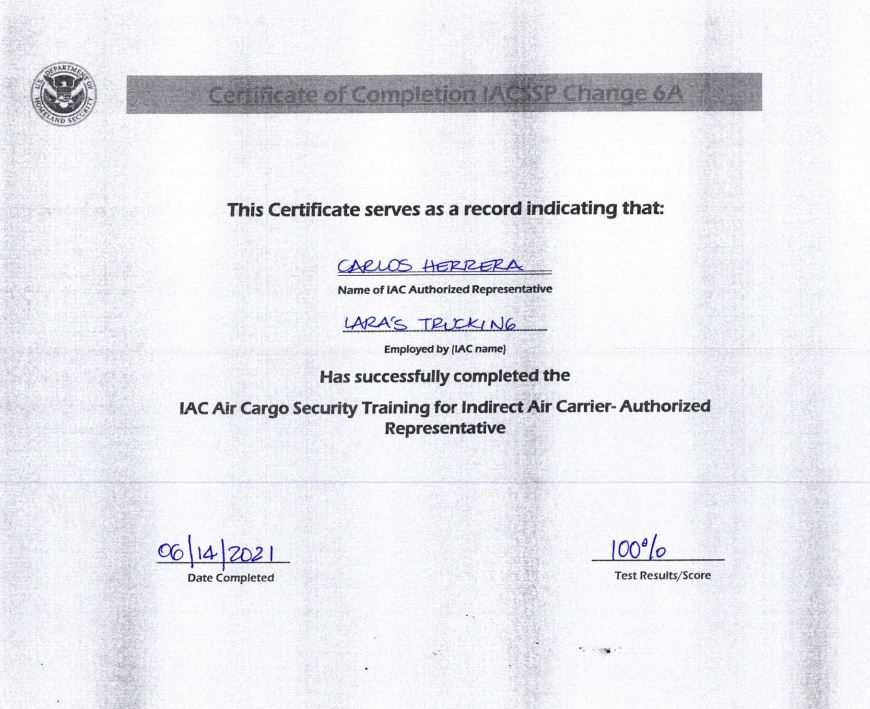 U.S. DEPARTMENT OF HOMELAND SECURITY
Certificate of Completion IACSSP Change 6A
This Certificate serves as a record indicating that:
CARLOS HERRERA
Name of IAC Authorized Representative
LARA'S TRUCKING
Employed by (IAC name)
Has successfully completed the
IAC Air Cargo Security Training for Indirect Air Carrier- Authorized
Representative
06/14/2021
100%
Date Completed
Test Results/Score